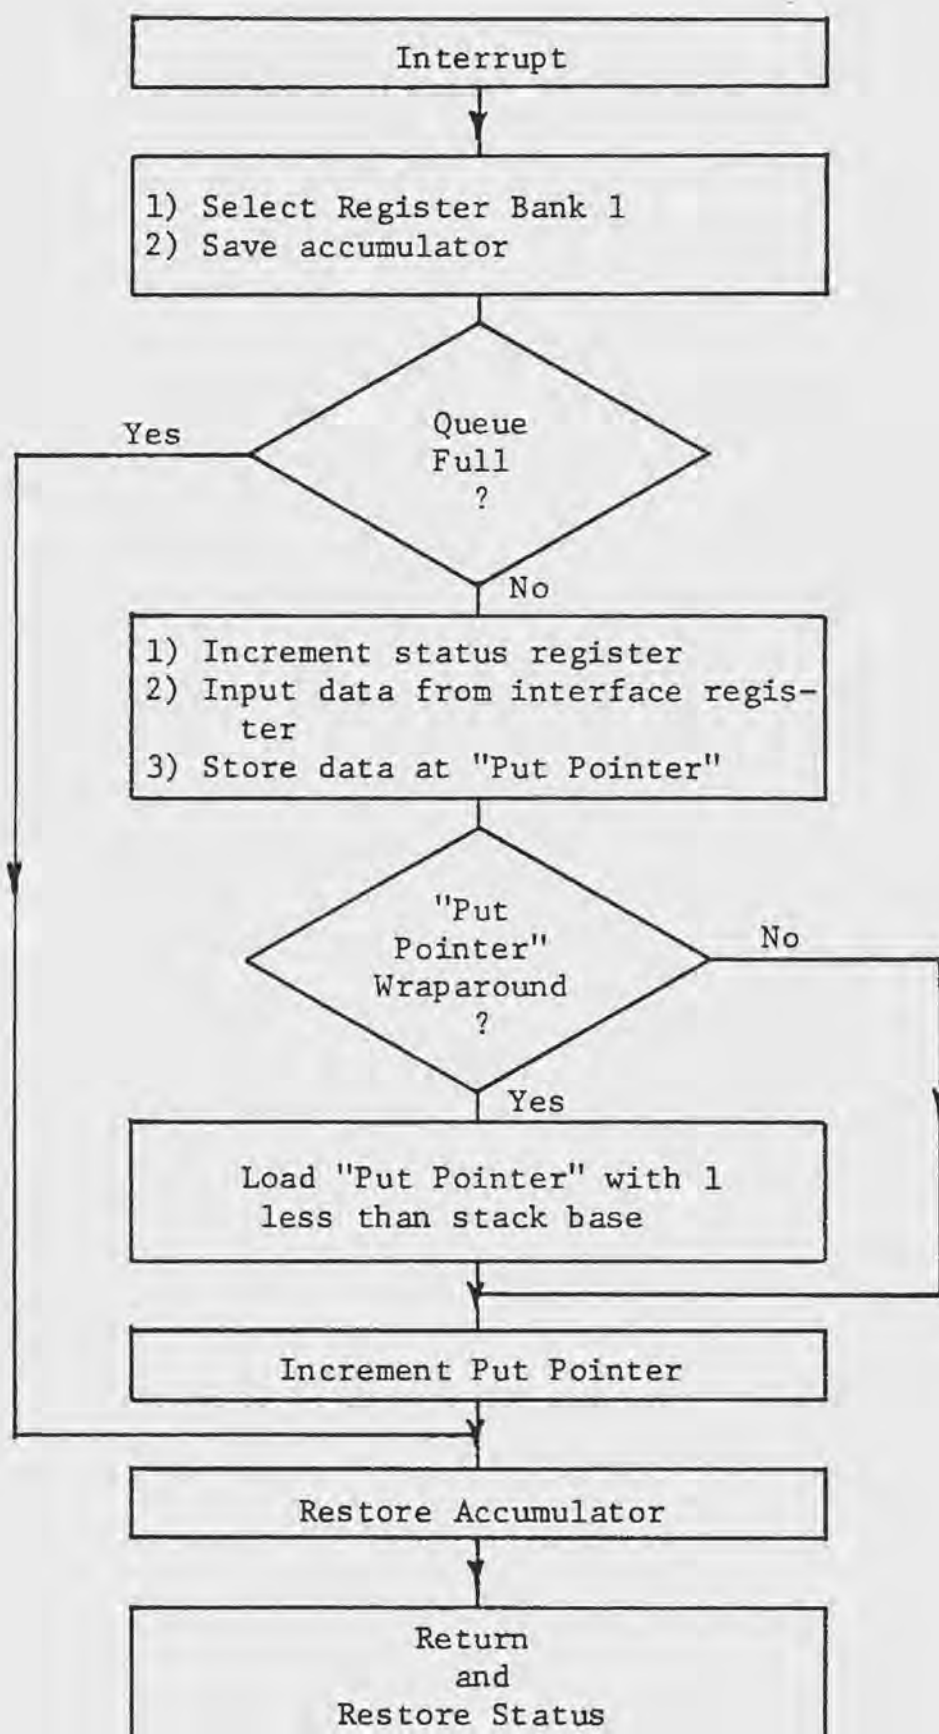 Interrupt
1) Select Register Bank 1
2) Save accumulator
Yes
Queue
Full
?
No
1) Increment status register
2) Input data from interface regis-
ter
3) Store data at "Put Pointer"
"Put
Pointer"
Wraparound
?
No
Yes
Load "Put Pointer" with 1
less than stack base
Increment Put Pointer
Restore Accumulator
Return
and
Restore Status